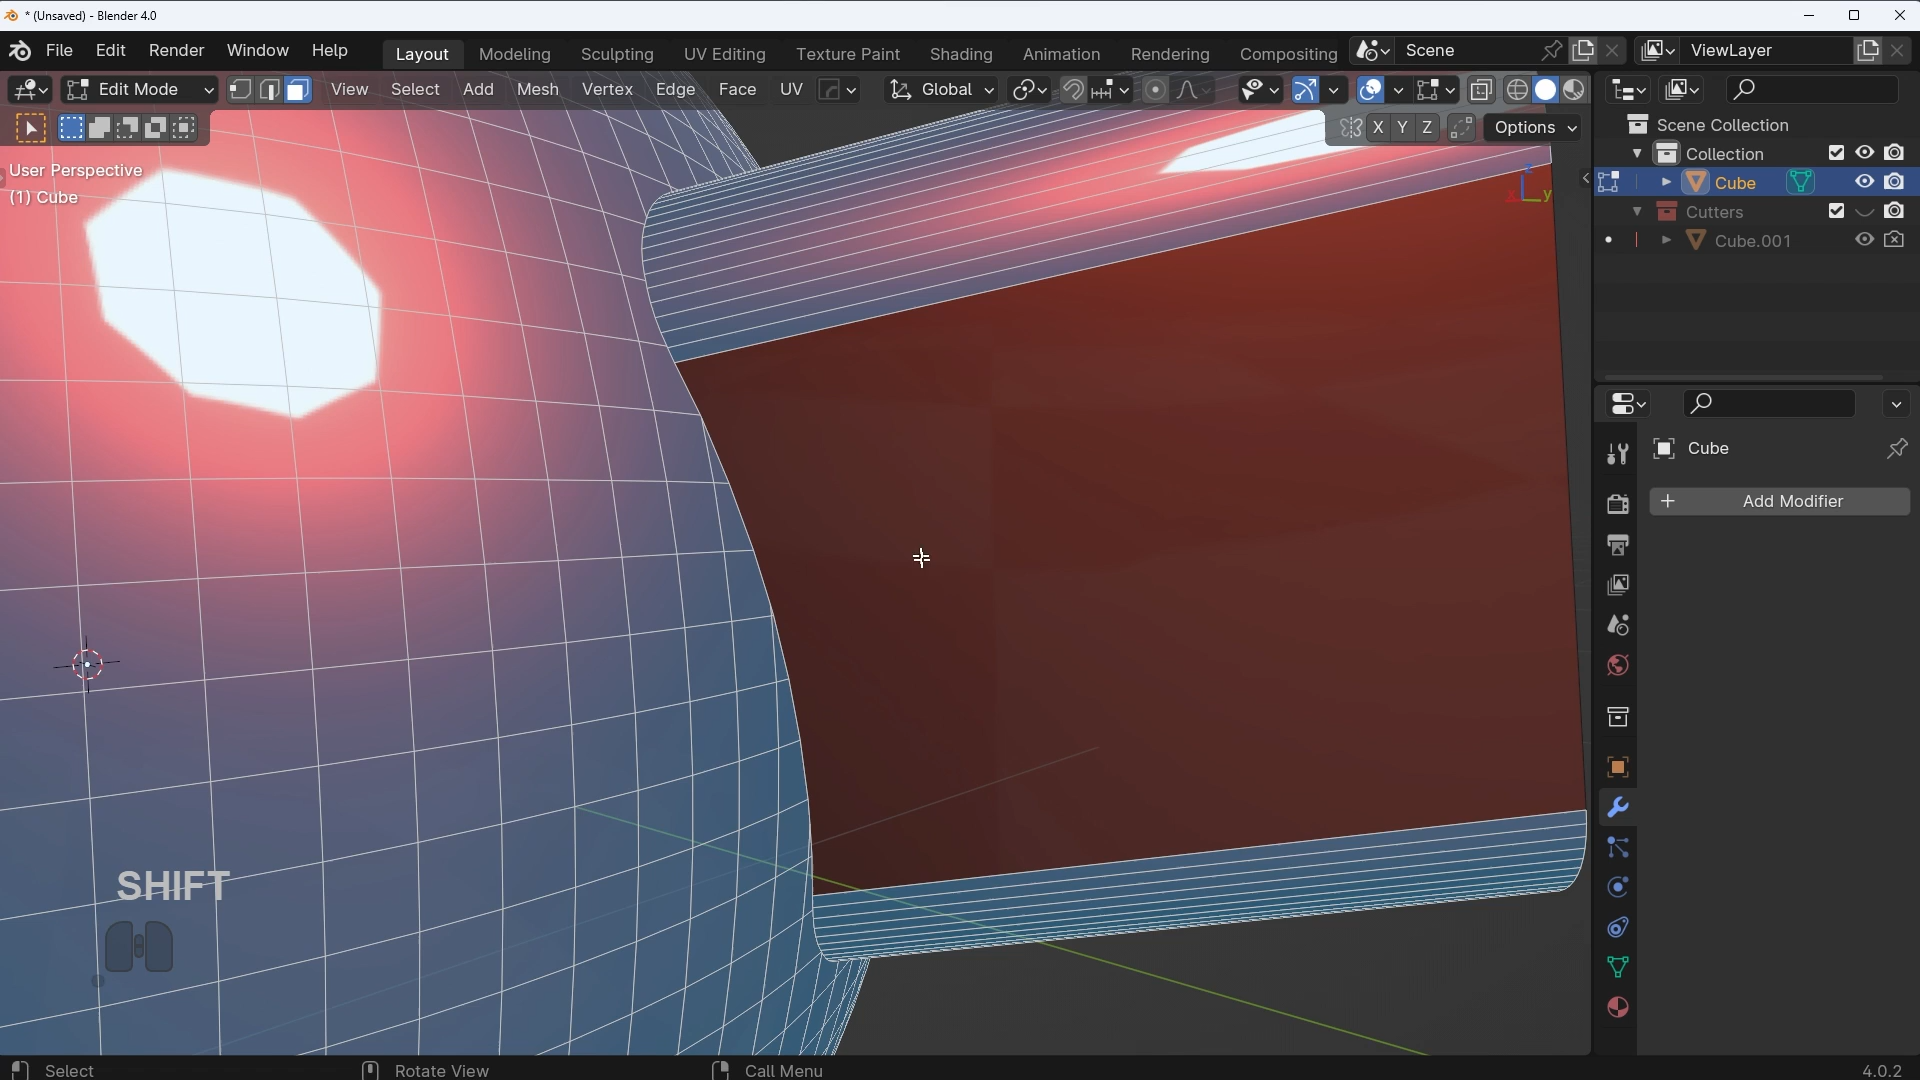 * (Unsaved) - Blender 4.0
File Edit Render Window Help Layout Modeling Sculpting UV Editing Texture Paint Shading Animation Rendering Compositing Scene ViewLayer
Edit Mode View Select Add Mesh Vertex Edge Face UV Global
X Y Z Options
User Perspective
(1) Cube
Z
X Y
Scene Collection
Collection
Cube
Cutters
Cube.001
Cube
Add Modifier
SHIFT
Select Rotate View Call Menu 4.0.2